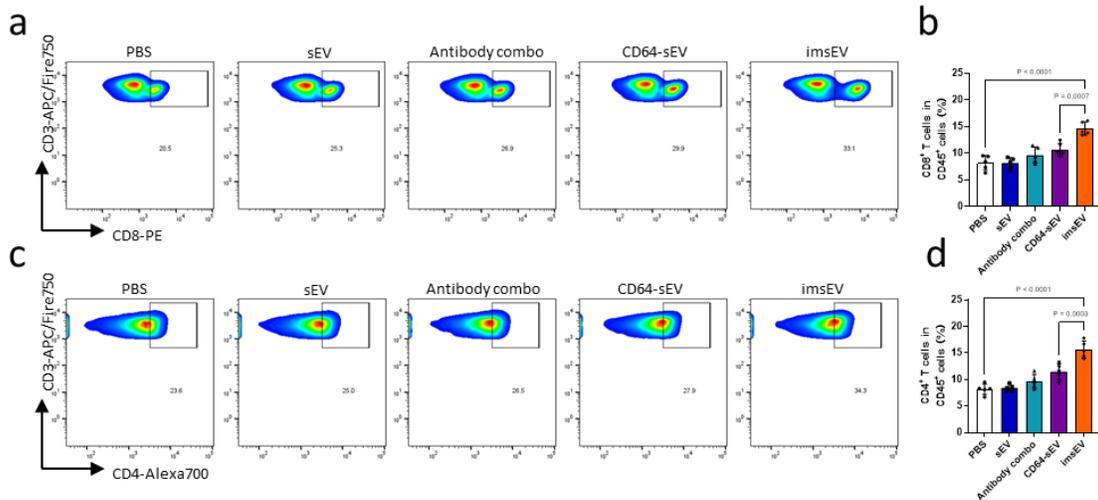 a
PBS
sEV
Antibody combo
CD64-sEV
imsEV
CD3-APC/Fire750
20.5
25.3
26.9
29.9
33.1
CD8-PE
b
CD8⁺ T cells in
CD45⁺ cells (%)
25
20
15
10
5
0
P < 0.0001
P = 0.0007
PBS
sEV
Antibody combo
CD64-sEV
imsEV
c
PBS
sEV
Antibody combo
CD64-sEV
imsEV
CD3-APC/Fire750
23.6
25.0
26.5
27.9
34.3
CD4-Alexa700
d
CD4⁺ T cells in
CD45⁺ cells (%)
25
20
15
10
5
0
P < 0.0001
P = 0.0003
PBS
sEV
Antibody combo
CD64-sEV
imsEV